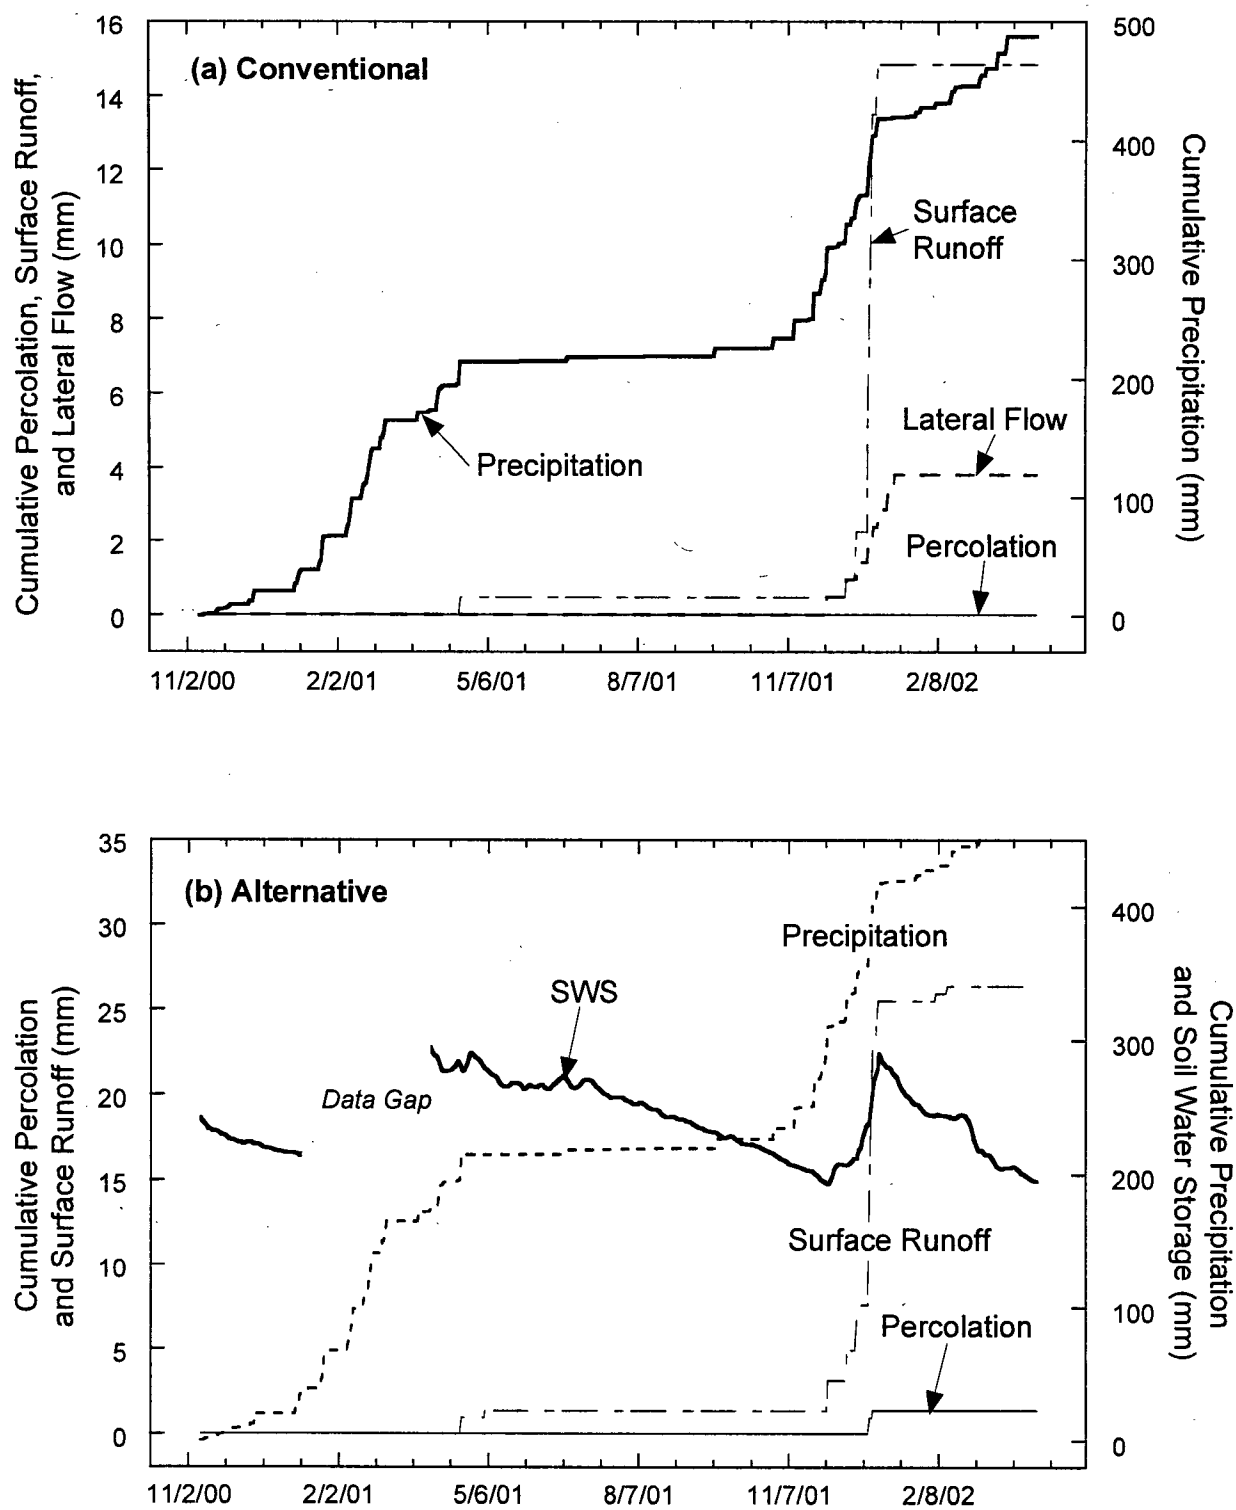 (a) Conventional
Cumulative Percolation, Surface Runoff,
and Lateral Flow (mm)
16
14
12
10
8
6
4
2
0
500
400
300
200
100
0
Cumulative Precipitation (mm)
Surface
Runoff
Lateral Flow
Precipitation
Percolation
11/2/00 2/2/01 5/6/01 8/7/01 11/7/01 2/8/02
(b) Alternative
Cumulative Percolation
and Surface Runoff (mm)
35
30
25
20
15
10
5
0
400
300
200
100
0
Cumulative Precipitation
and Soil Water Storage (mm)
Precipitation
SWS
Data Gap
Surface Runoff
Percolation
11/2/00 2/2/01 5/6/01 8/7/01 11/7/01 2/8/02